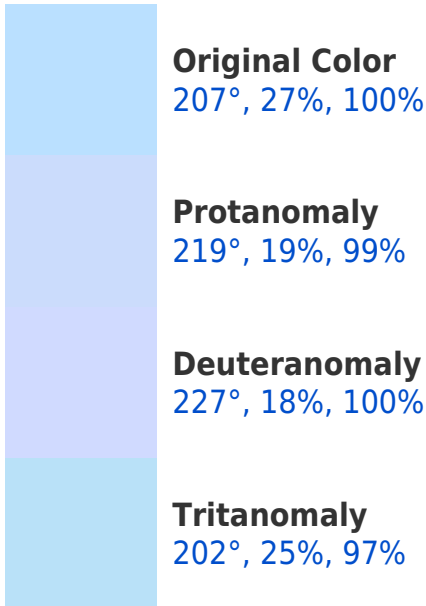 Original Color
207°, 27%, 100%
Protanomaly
219°, 19%, 99%
Deuteranomaly
227°, 18%, 100%
Tritanomaly
202°, 25%, 97%